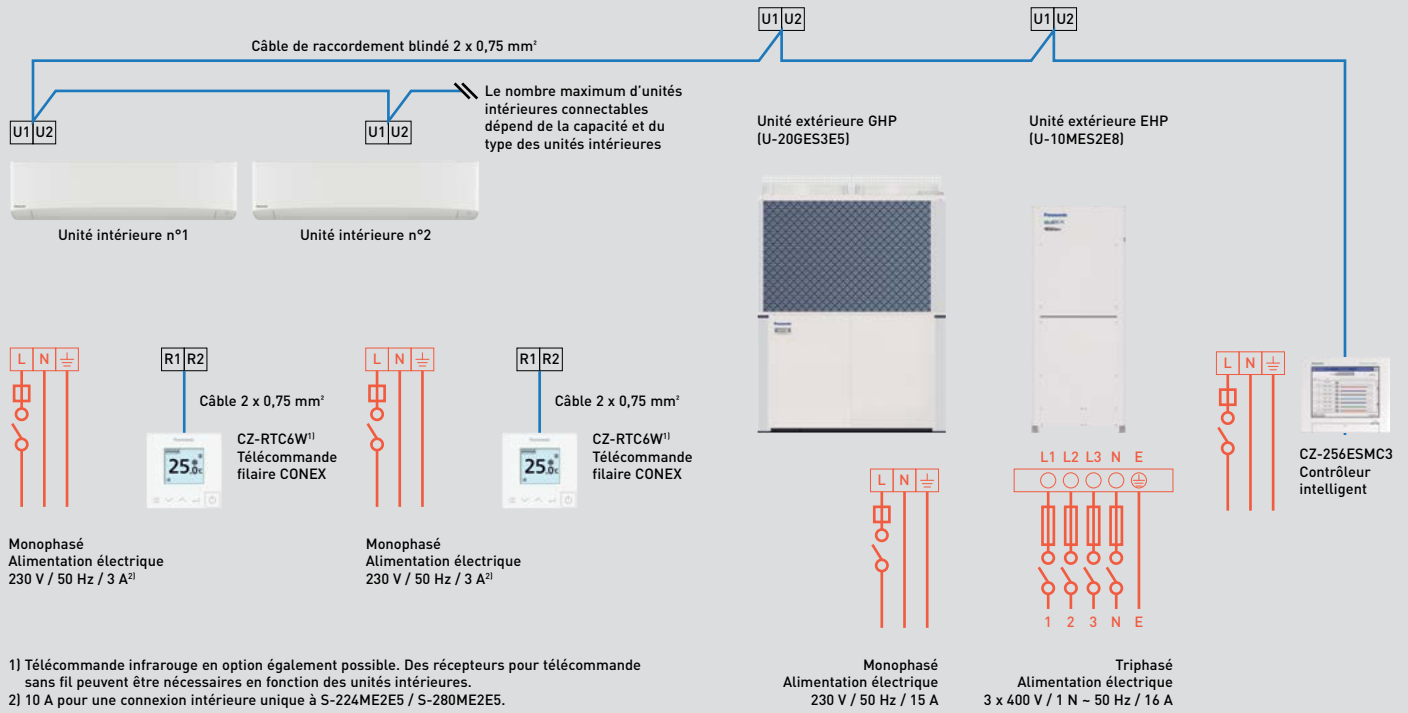 U1 U2
U1 U2
Câble de raccordement blindé 2 x 0,75 mm²
Le nombre maximum d'unités
intérieures connectables
dépend de la capacité et du
type des unités intérieures
U1 U2
U1 U2
Unité extérieure GHP
(U-20GES3E5)
Unité extérieure EHP
(U-10MES2E8)
Unité intérieure n°1
Unité intérieure n°2
Panasonic
Panasonic
L N
R1 R2
L N
R1 R2
L N
Câble 2 x 0,75 mm²
Câble 2 x 0,75 mm²
Panasonic
25.0c
CZ-RTC6W1)
Télécommande
filaire CONEX
Panasonic
25.0c
CZ-RTC6W1)
Télécommande
filaire CONEX
CZ-256ESMC3
Contrôleur
intelligent
L N
L1 L2 L3 N E
Monophasé
Alimentation électrique
230 V / 50 Hz / 3 A2)
Monophasé
Alimentation électrique
230 V / 50 Hz / 3 A2)
1 2 3 N E
1) Télécommande infrarouge en option également possible. Des récepteurs pour télécommande
sans fil peuvent être nécessaires en fonction des unités intérieures.
2) 10 A pour une connexion intérieure unique à S-224ME2E5 / S-280ME2E5.
Monophasé
Alimentation électrique
230 V / 50 Hz / 15 A
Triphasé
Alimentation électrique
3 x 400 V / 1 N ~ 50 Hz / 16 A